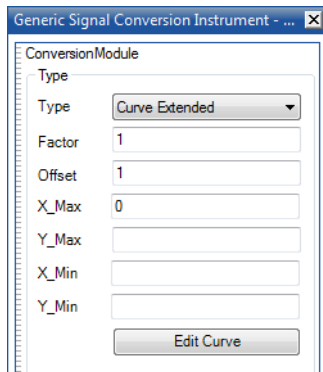 Generic Signal Conversion Instrument - ...
ConversionModule
Type
Type Curve Extended
Factor 1
Offset 1
X_Max 0
Y_Max
X_Min
Y_Min
Edit Curve